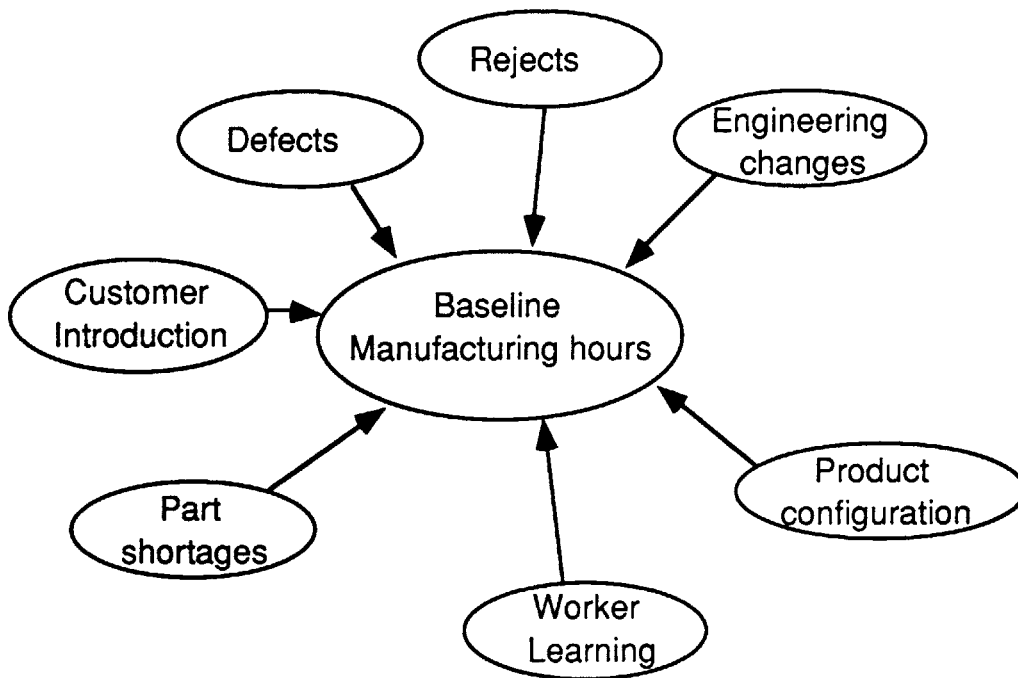 Rejects
Defects
Engineering
changes
Customer
Introduction
Baseline
Manufacturing hours
Part
shortages
Product
configuration
Worker
Learning